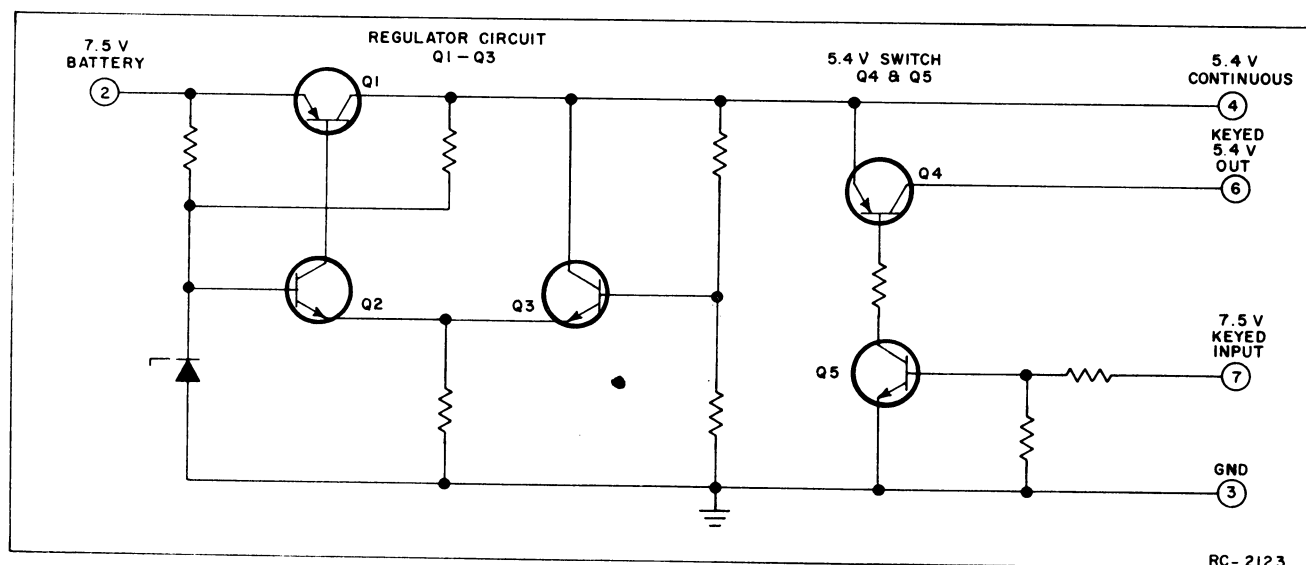 7.5 V
BATTERY
2
REGULATOR CIRCUIT
Q1-Q3
Q1
5.4 V SWITCH
Q4 & Q5
5.4 V
CONTINUOUS
4
KEYED
5.4 V
OUT
6
Q4
Q2
Q3
Q5
7.5 V
KEYED
INPUT
7
GND
3
RC-2123